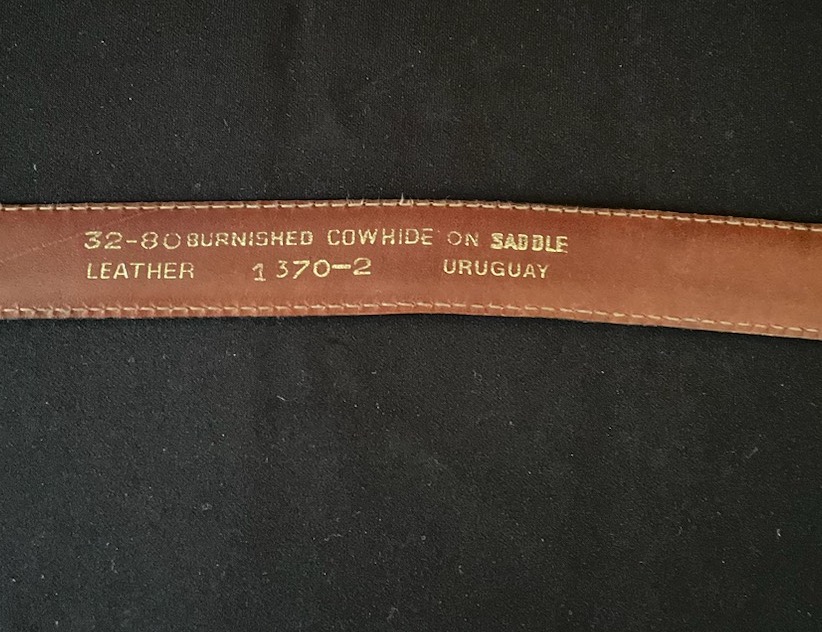 32-80 BURNISHED COWHIDE ON SADDLE
LEATHER 1370-2 URUGUAY